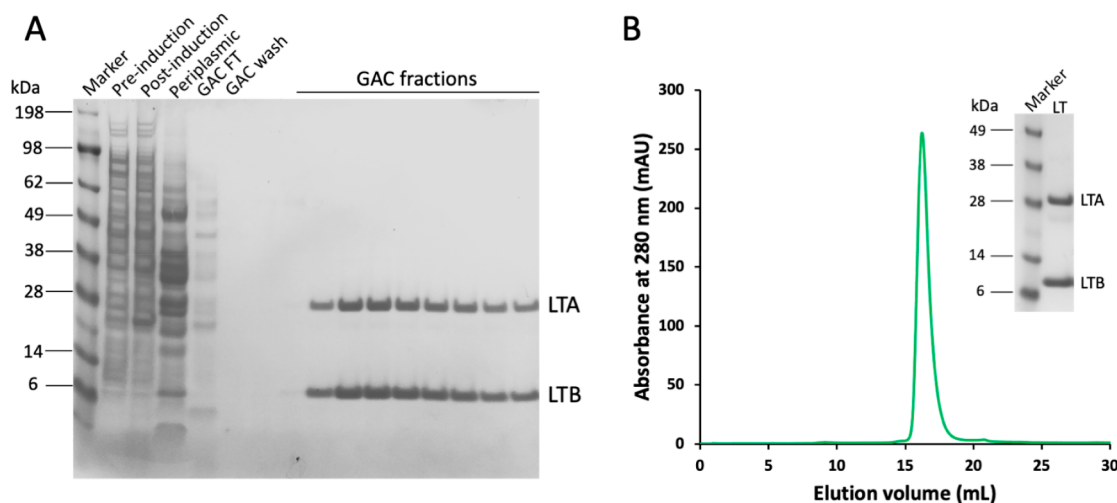 A
kDa
Marker
Pre-induction
Post-induction
Periplasmic
GAC FT
GAC wash
GAC fractions
198
98
62
49
38
28
14
6
LTA
LTB
B
Absorbance at 280 nm (mAU)
300
250
200
150
100
50
0
0 5 10 15 20 25 30
Elution volume (mL)
kDa
Marker
LT
49
38
28
14
6
LTA
LTB